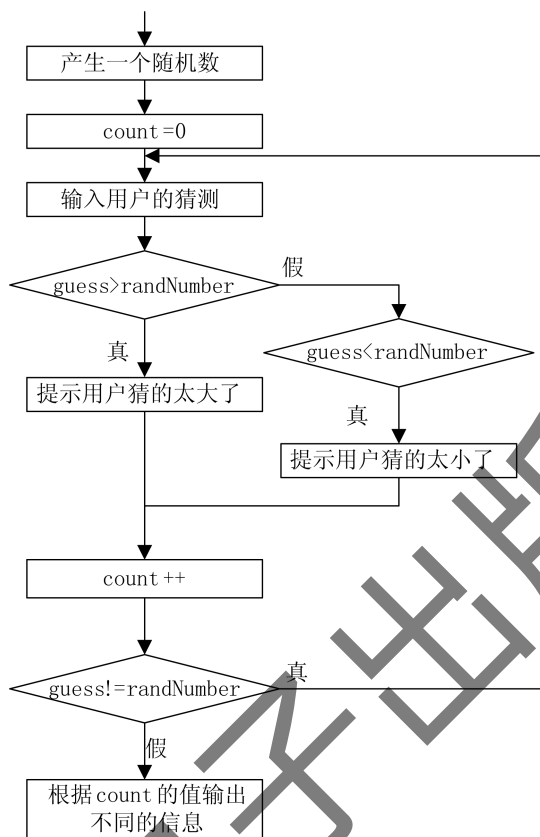 产生一个随机数
count=0
输入用户的猜测
guess>randNumber
假
真
guess<randNumber
提示用户猜的太大了
真
提示用户猜的太小了
count++
guess!=randNumber
真
假
根据count的值输出
不同的信息
子出版